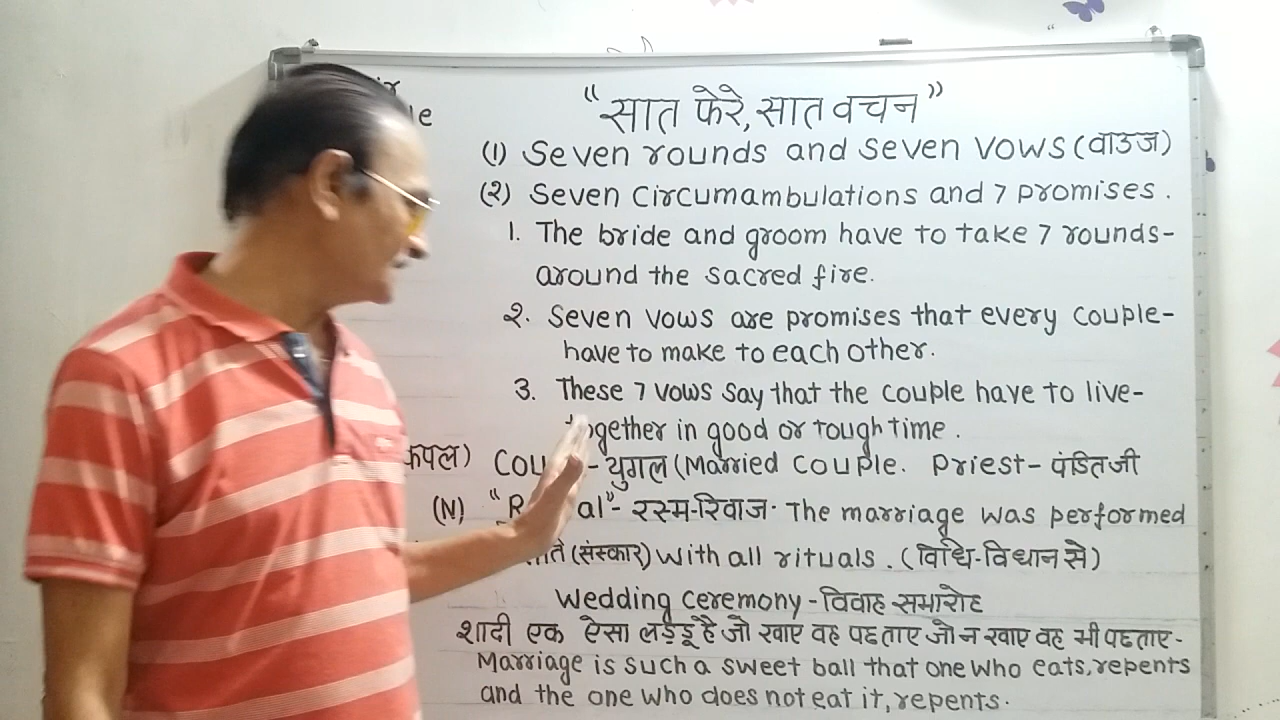 "सात फेरे, सात वचन"
(1) Seven rounds and seven vows (वाउज)
(२) Seven Circumambulations and 7 promises.
1. The bride and groom have to take 7 rounds-
around the sacred fire.
2. Seven vows are promises that every couple-
have to make to each other.
3. These 7 vows say that the couple have to live-
together in good or tough time.
कपल) - युगल (Married Couple. Priest - पंडितजी
(N) - रस्म-रिवाज. The marriage was performed
(संस्कार) with all rituals. (विधि-विधान से)
Wedding ceremony - विवाह समारोह
शादी एक ऐसा लड्डू है जो खाए वह पछताए जो न खाए वह भी पछताए-
Marriage is such a sweet ball that one who eats, repents
and the one who does not eat it, repents.